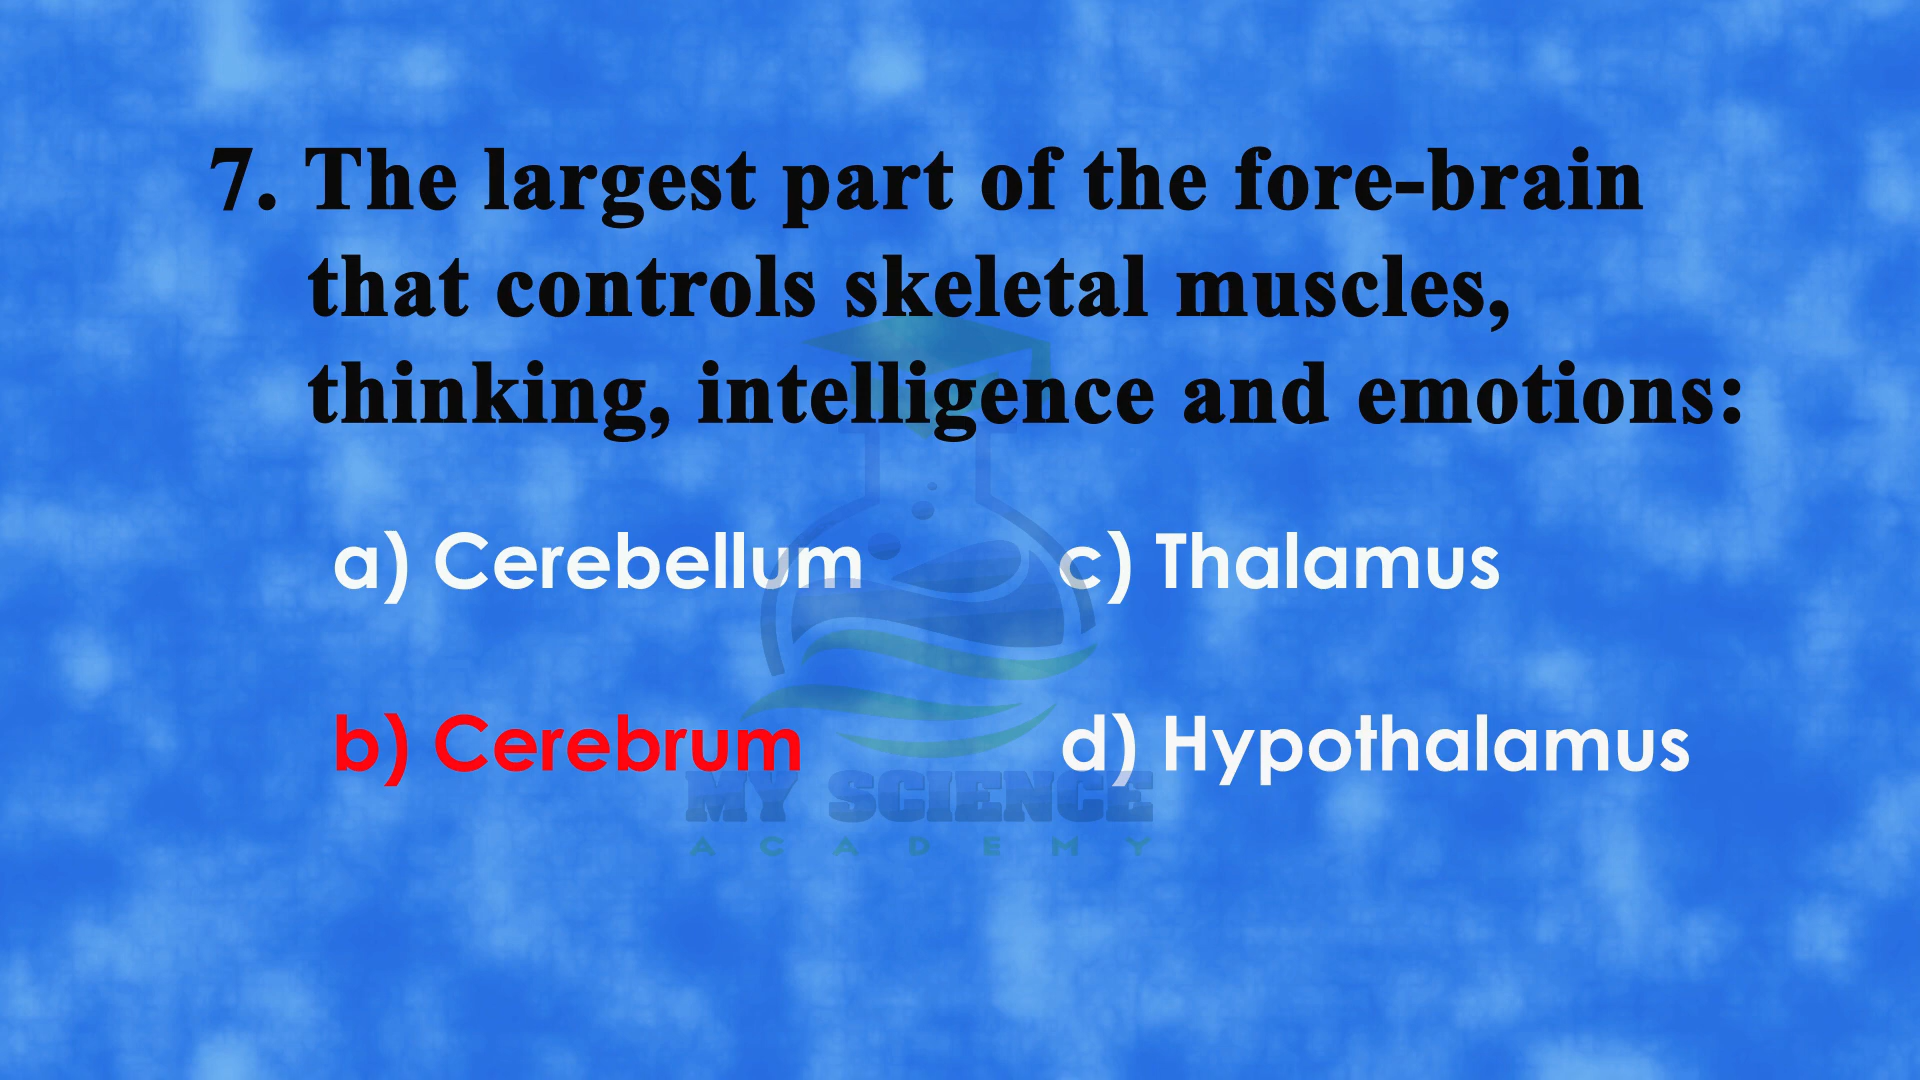 7. The largest part of the fore-brain
that controls skeletal muscles,
thinking, intelligence and emotions:
a) Cerebellum
c) Thalamus
b) Cerebrum
d) Hypothalamus
MY SCIENCE
ACADEMY